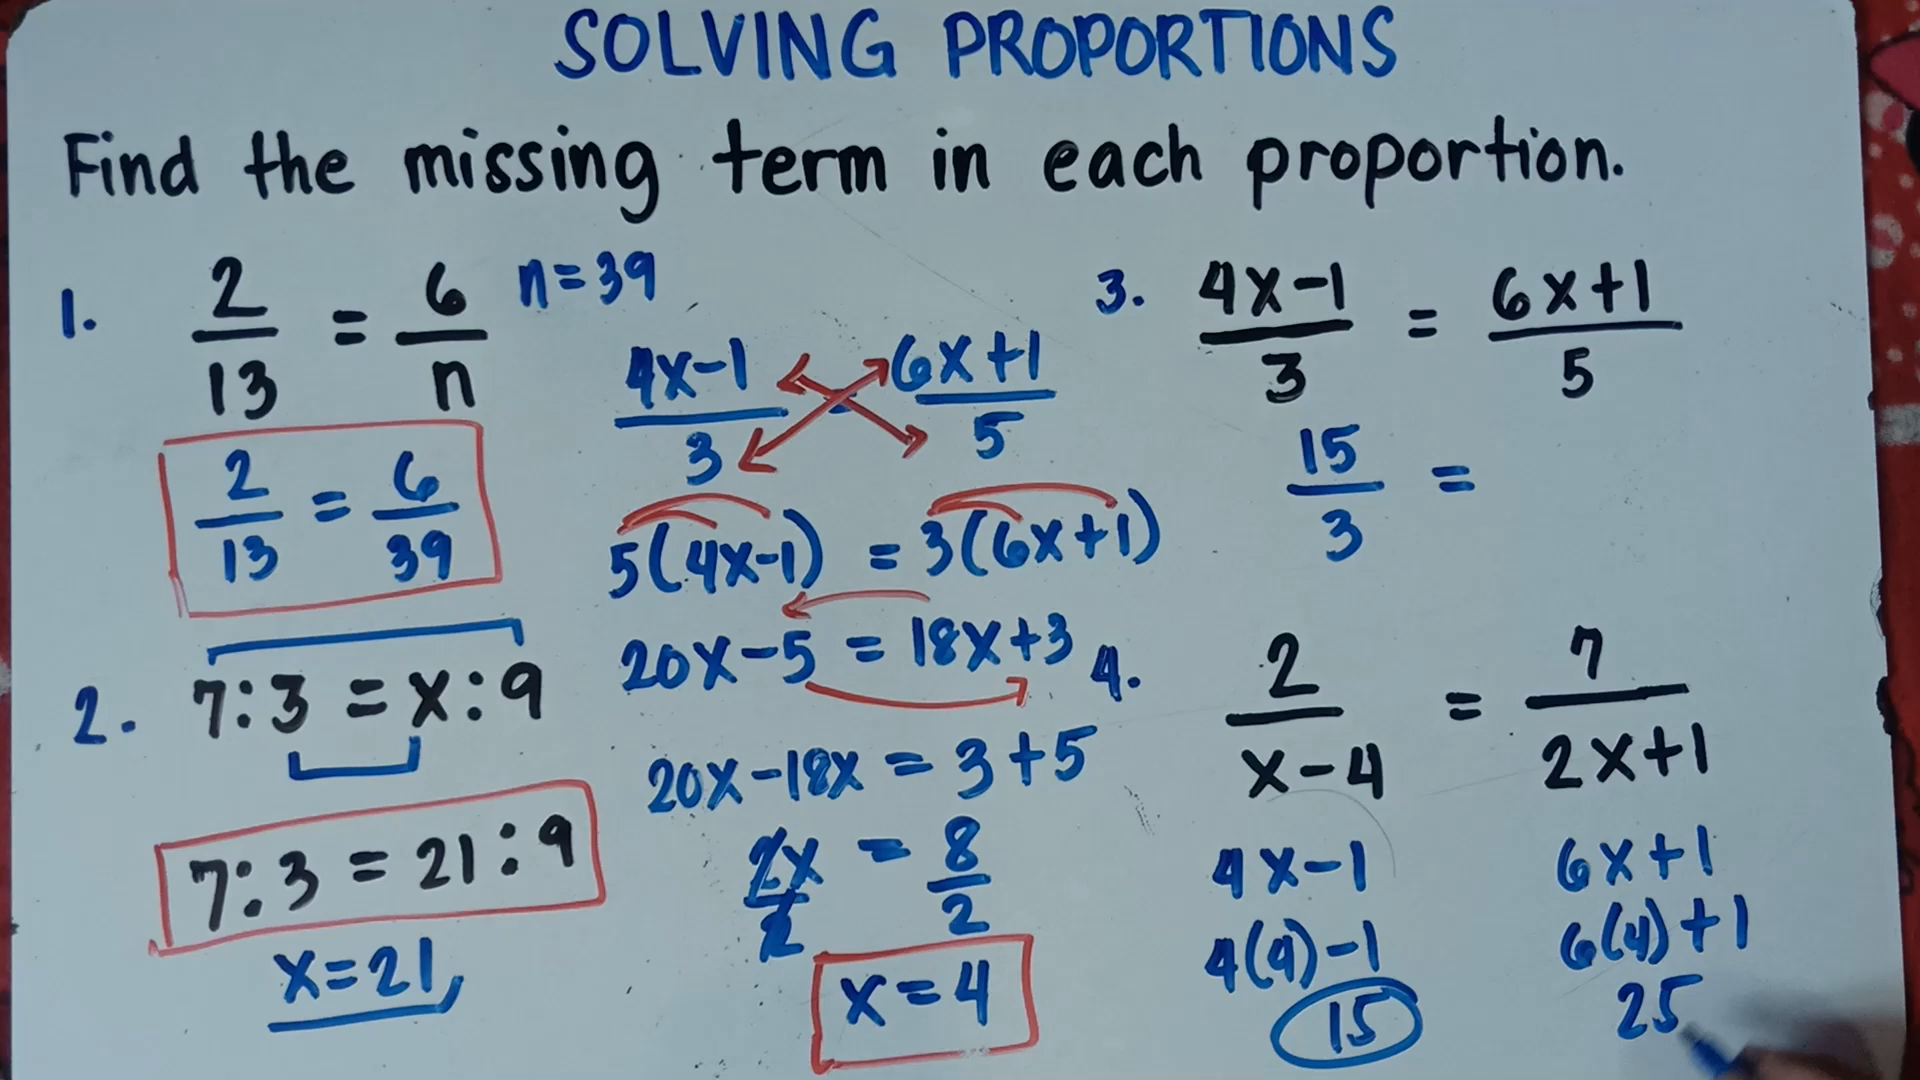 SOLVING PROPORTIONS
Find the missing term in each proportion.
1. 2/13 = 6/n n=39
2/13 = 6/39
2. 7:3 = x:9
7:3 = 21:9
x=21
4x-1/3 = 6x+1/5
5(4x-1) = 3(6x+1)
20x-5 = 18x+3
20x-18x = 3+5
2x/2 = 8/2
x=4
3. 4x-1/3 = 6x+1/5
15/3 =
4. 2/x-4 = 7/2x+1
4x-1
4(4)-1
15
6x+1
6(4)+1
25